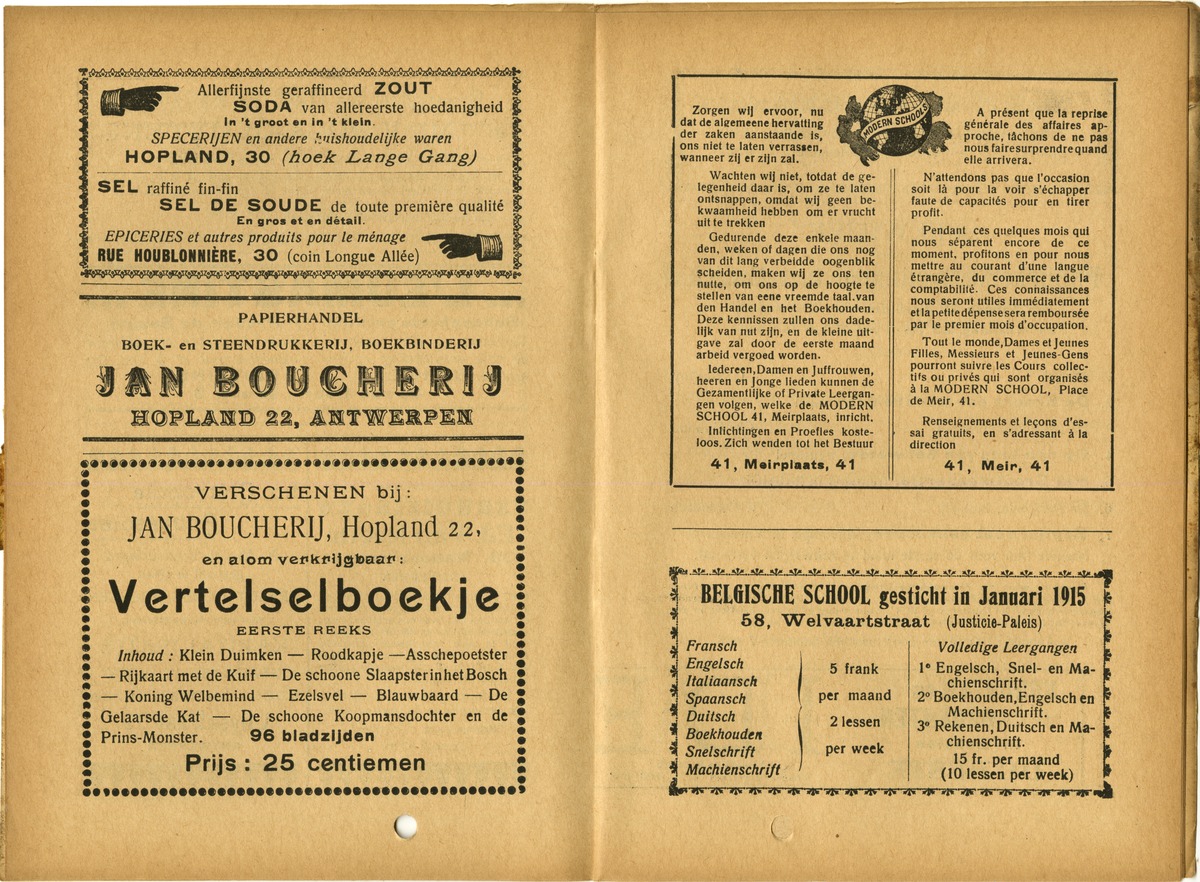 Allerfijnste geraffineerd ZOUT
SODA van allereerste hoedanigheid
In 't groot en in 't klein.
SPECERIJEN en andere huishoudelijke waren
HOPLAND, 30 (hoek Lange Gang)
SEL raffiné fin-fin
SEL DE SOUDE de toute première qualité
En gros et en détail.
EPICERIES et autres produits pour le ménage
RUE HOUBLONNIÈRE, 30 (coin Longue Allée)
PAPIERHANDEL
BOEK- en STEENDRUKKERIJ, BOEKBINDERIJ
JAN BOUCHERIJ
HOPLAND 22, ANTWERPEN
VERSCHENEN bij:
JAN BOUCHERIJ, Hopland 22,
en alom verkrijgbaar:
Vertelselboekje
EERSTE REEKS
Inhoud: Klein Duimken — Roodkapje —Asschepoetster
— Rijkaart met de Kuif — De schoone Slaapster in het Bosch
— Koning Welbemind — Ezelsvel — Blauwbaard — De
Gelaarsde Kat — De schoone Koopmansdochter en de
Prins-Monster. 96 bladzijden
Prijs: 25 centiemen
MODERN SCHOOLS
Zorgen wij ervoor, nu
dat de algemeene hervatting
der zaken aanstaande is,
ons niet te laten verrassen,
wanneer zij er zijn zal.
Wachten wij niet, totdat de ge-
legenheid daar is, om ze te laten
ontsnappen, omdat wij geen be-
kwaamheid hebben om er vrucht
uit te trekken
Gedurende deze enkele maan-
den, weken of dagen die ons nog
van dit lang verbeidde oogenblik
scheiden, maken wij ze ons ten
nutte, om ons op de hoogte te
stellen van eene vreemde taal.van
den Handel en het Boekhouden.
Deze kennissen zullen ons dade-
lijk van nut zijn, en de kleine uit-
gave zal door de eerste maand
arbeid vergoed worden.
Iedereen,Damen en Juffrouwen,
heeren en Jonge lieden kunnen de
Gezamentlijke of Private Leergan-
gen volgen, welke de MODERN
SCHOOL 41, Meirplaats, inricht.
Inlichtingen en Proefles koste-
loos. Zich wenden tot het Bestuur
41, Meirplaats, 41
A présent que la reprise
générale des affaires ap-
proche, tâchons de ne pas
nous faire surprendre quand
elle arrivera.
N'attendons pas que l'occasion
soit là pour la voir s'échapper
faute de capacités pour en tirer
profit.
Pendant ces quelques mois qui
nous séparent encore de ce
moment, profitons en pour nous
mettre au courant d'une langue
étrangère, du commerce et de la
comptabilité. Ces connaissances
nous seront utiles immédiatement
et la petite dépense sera remboursée
par le premier mois d'occupation.
Tout le monde,Dames et Jeunes
Filles, Messieurs et Jeunes-Gens
pourront suivre les Cours collec-
tifs ou privés qui sont organisés
à la MODERN SCHOOL, Place
de Meir, 41.
Renseignements et leçons d'es-
sai gratuits, en s'adressant à la
direction
41, Meir, 41
BELGISCHE SCHOOL gesticht in Januari 1915
58, Welvaartstraat (Justicie-Paleis)
Fransch
Engelsch
Italiaansch
Spaansch
Duitsch
Boekhouden
Snelschrift
Machienschrift
5 frank
per maand
2 lessen
per week
Volledige Leergangen
1e Engelsch, Snel- en Ma-
chienschrift.
2o Boekhouden,Engelsch en
Machienschrift.
3o Rekenen, Duitsch en Ma-
chienschrift.
15 fr. per maand
(10 lessen per week)